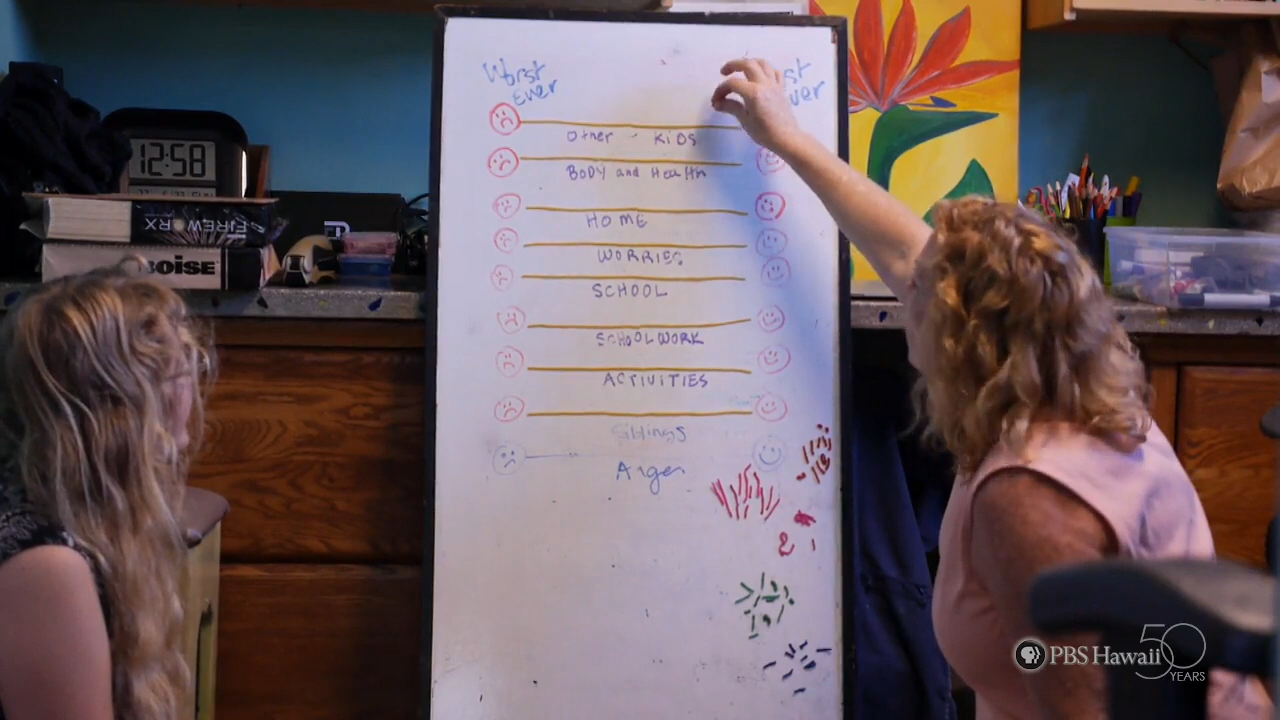 Worst
Ever
st
ver
Other - KIDS
BODY and Health
HOME
WORRIES
SCHOOL
SCHOOLWORK
ACTIVITIES
Siblings
Anger
12:58
FIREWORX
BOISE
PBS Hawaii 50
YEARS